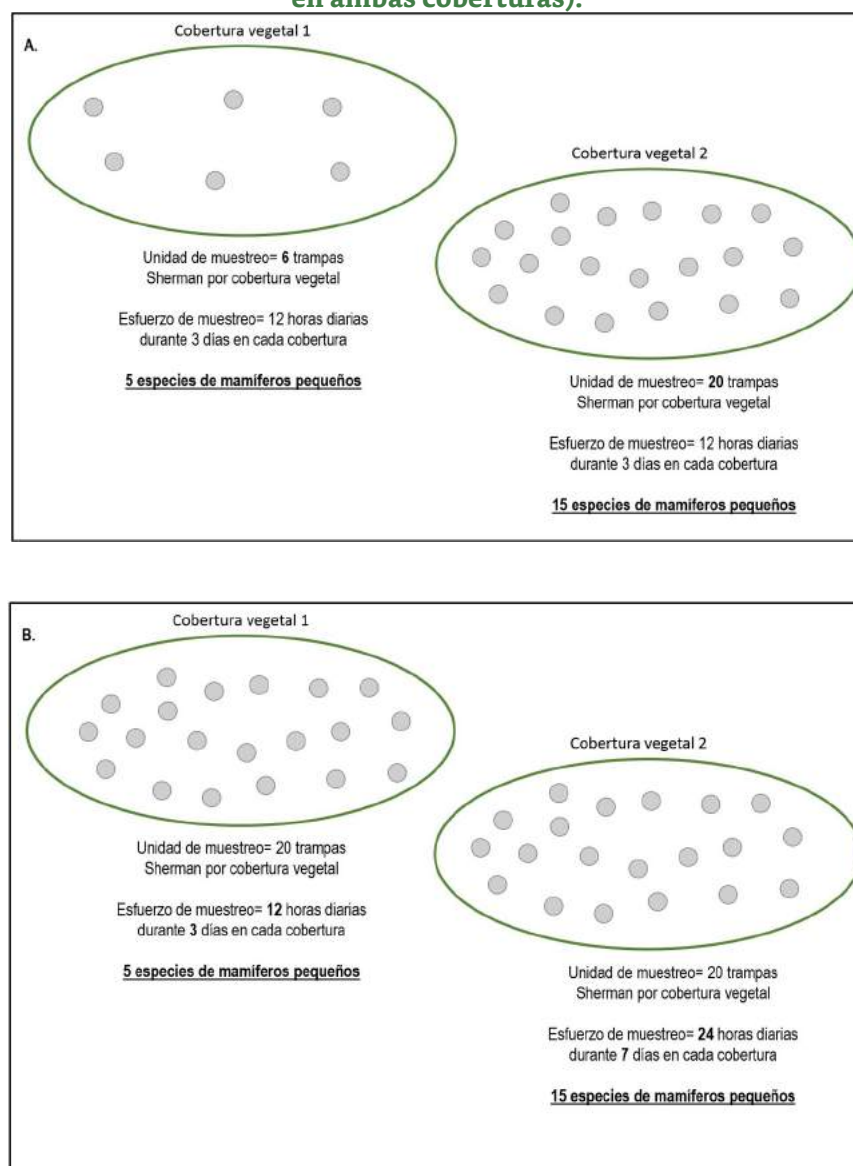 en ambas coberturas).
A.
Cobertura vegetal 1
Unidad de muestreo= 6 trampas
Sherman por cobertura vegetal
Esfuerzo de muestreo= 12 horas diarias
durante 3 días en cada cobertura
5 especies de mamíferos pequeños
Cobertura vegetal 2
Unidad de muestreo= 20 trampas
Sherman por cobertura vegetal
Esfuerzo de muestreo= 12 horas diarias
durante 3 días en cada cobertura
15 especies de mamíferos pequeños
B.
Cobertura vegetal 1
Unidad de muestreo= 20 trampas
Sherman por cobertura vegetal
Esfuerzo de muestreo= 12 horas diarias
durante 3 días en cada cobertura
5 especies de mamíferos pequeños
Cobertura vegetal 2
Unidad de muestreo= 20 trampas
Sherman por cobertura vegetal
Esfuerzo de muestreo= 24 horas diarias
durante 7 días en cada cobertura
15 especies de mamíferos pequeños